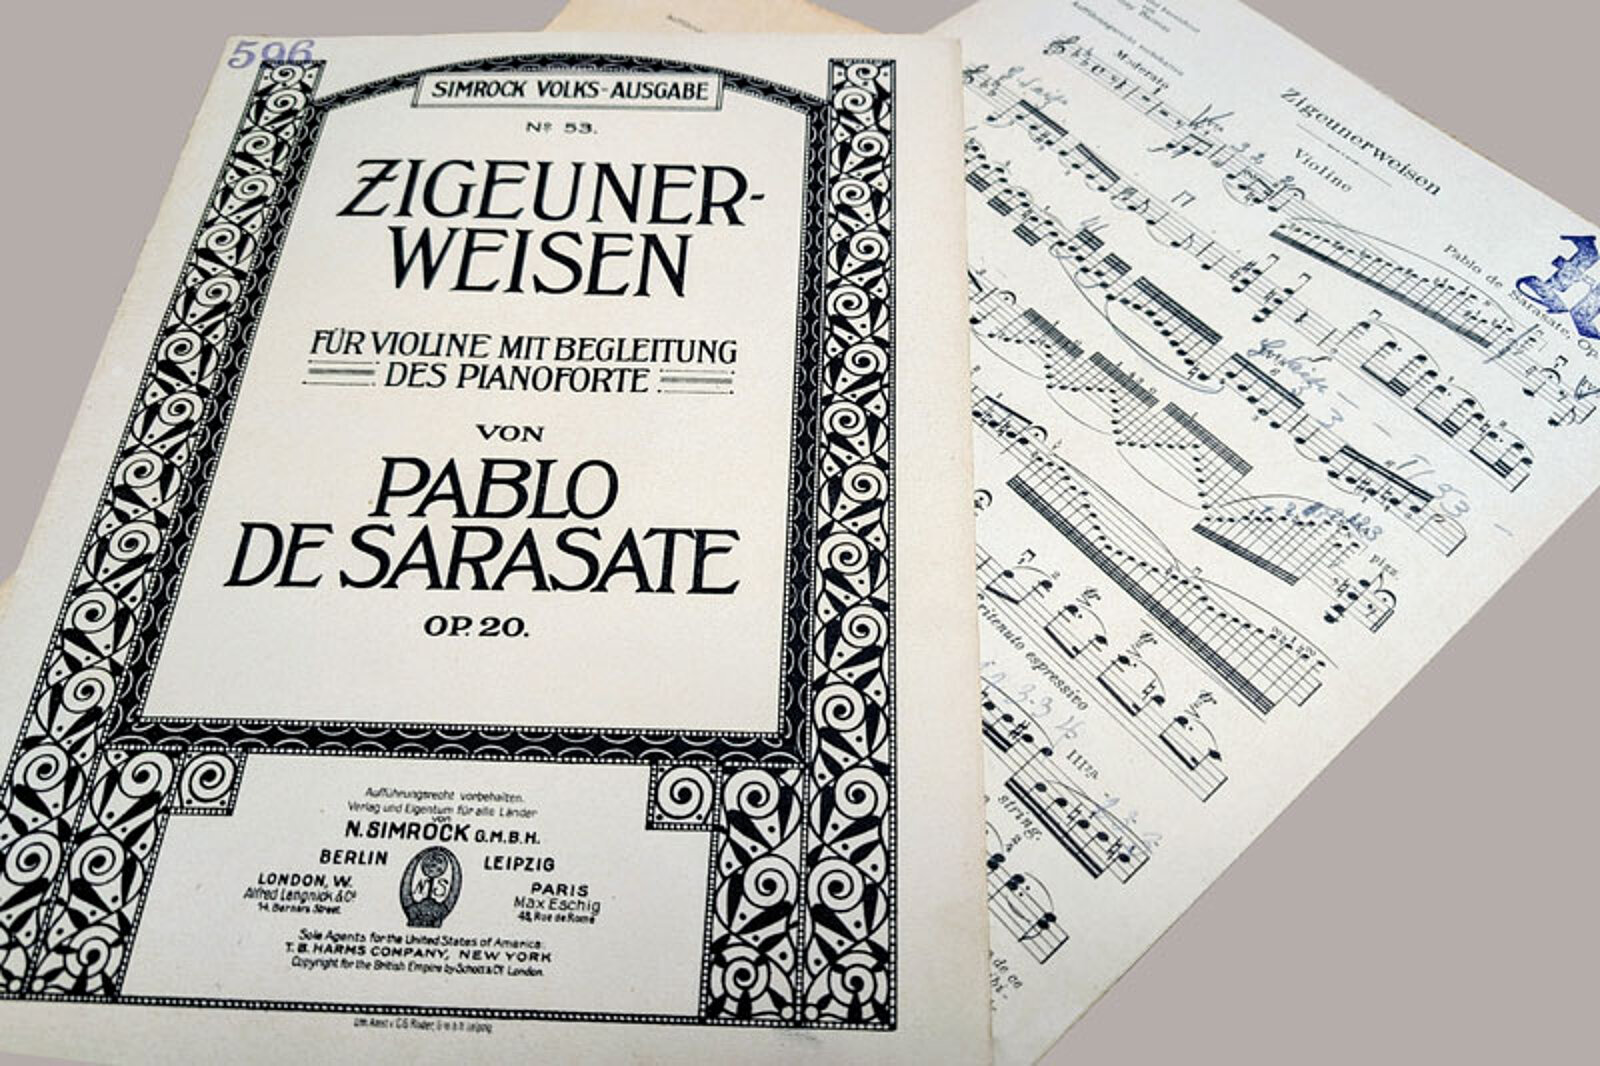 596
SIMROCK VOLKS-AUSGABE
Nº 53.
ZIGEUNER-
WEISEN
FÜR VIOLINE MIT BEGLEITUNG
DES PIANOFORTE
VON
PABLO
DE SARASATE
OP. 20.
Aufführungsrecht vorbehalten.
Verlag und Eigentum für alle Länder
von
N. SIMROCK G.M.B.H.
BERLIN LEIPZIG
NS
LONDON, W.
Alfred Lengnick & Cº
14, Berners Street.
PARIS
Max Eschig
48, Rue de Rome
Sole Agents for the United States of America:
T. B. HARMS COMPANY, NEW YORK
Copyright for the British Empire by Schott & Cº London.
Zigeunerweisen
Violine
Pablo de Sarasate, Op.
Moderato
pizz.
ritenuto espressivo
IIIza
string.